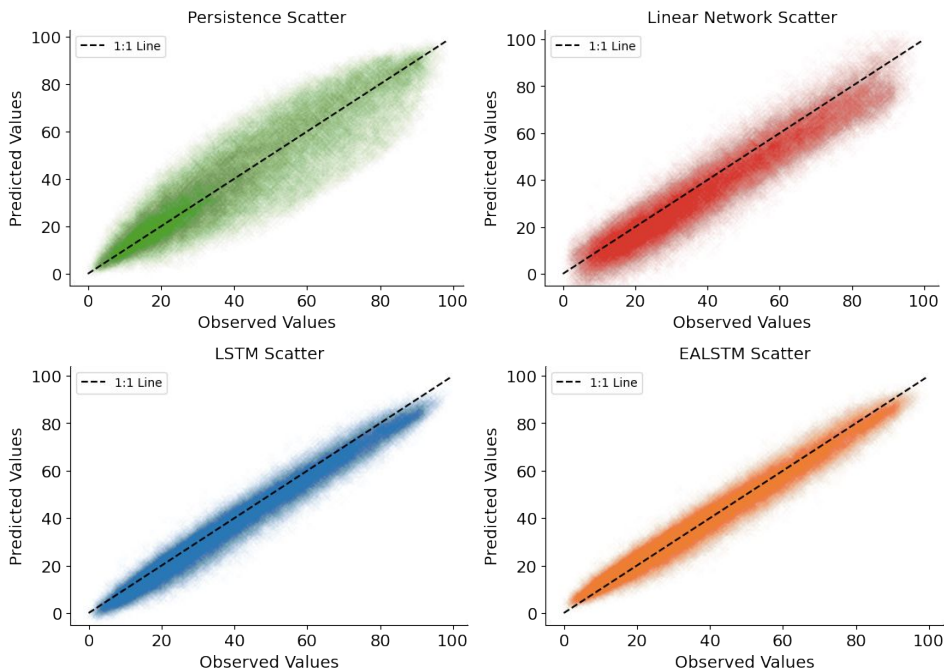 Persistence Scatter
Linear Network Scatter
1:1 Line
1:1 Line
Predicted Values
Predicted Values
100
80
60
40
20
0
100
80
60
40
20
0
0 20 40 60 80 100
0 20 40 60 80 100
Observed Values
Observed Values
LSTM Scatter
EALSTM Scatter
1:1 Line
1:1 Line
Predicted Values
Predicted Values
100
80
60
40
20
0
100
80
60
40
20
0
0 20 40 60 80 100
0 20 40 60 80 100
Observed Values
Observed Values